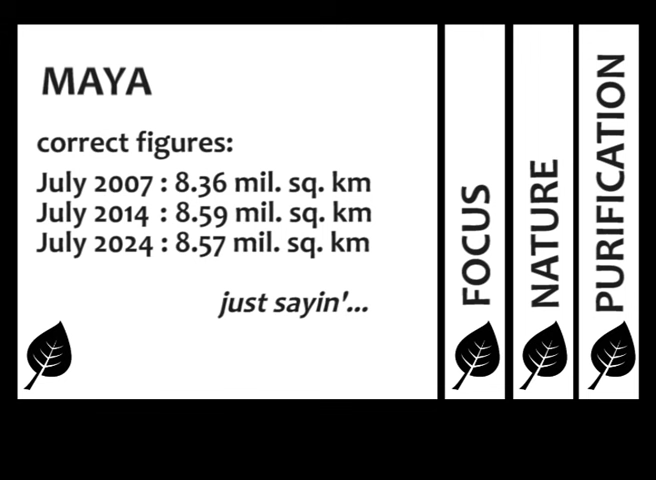 MAYA
correct figures:
July 2007 : 8.36 mil. sq. km
July 2014 : 8.59 mil. sq. km
July 2024 : 8.57 mil. sq. km
just sayin'...
FOCUS
NATURE
PURIFICATION